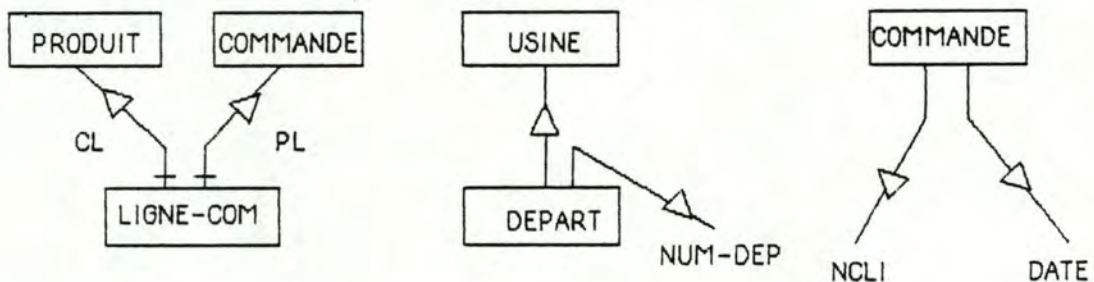 PRODUIT
COMMANDE
CL
PL
LIGNE-COM
USINE
DEPART
NUM-DEP
COMMANDE
NCLI
DATE